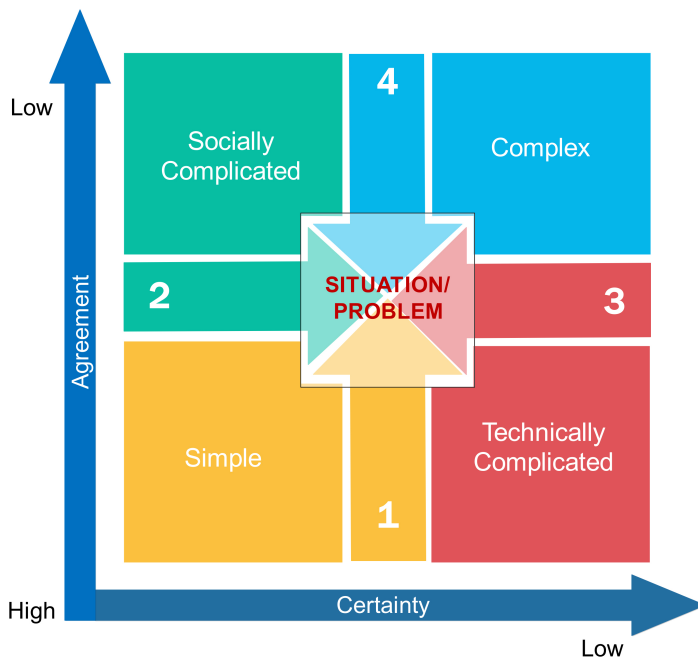 4
Low
Socially
Complicated
Complex
SITUATION/
PROBLEM
2
3
Agreement
Simple
Technically
Complicated
1
High
Certainty
Low